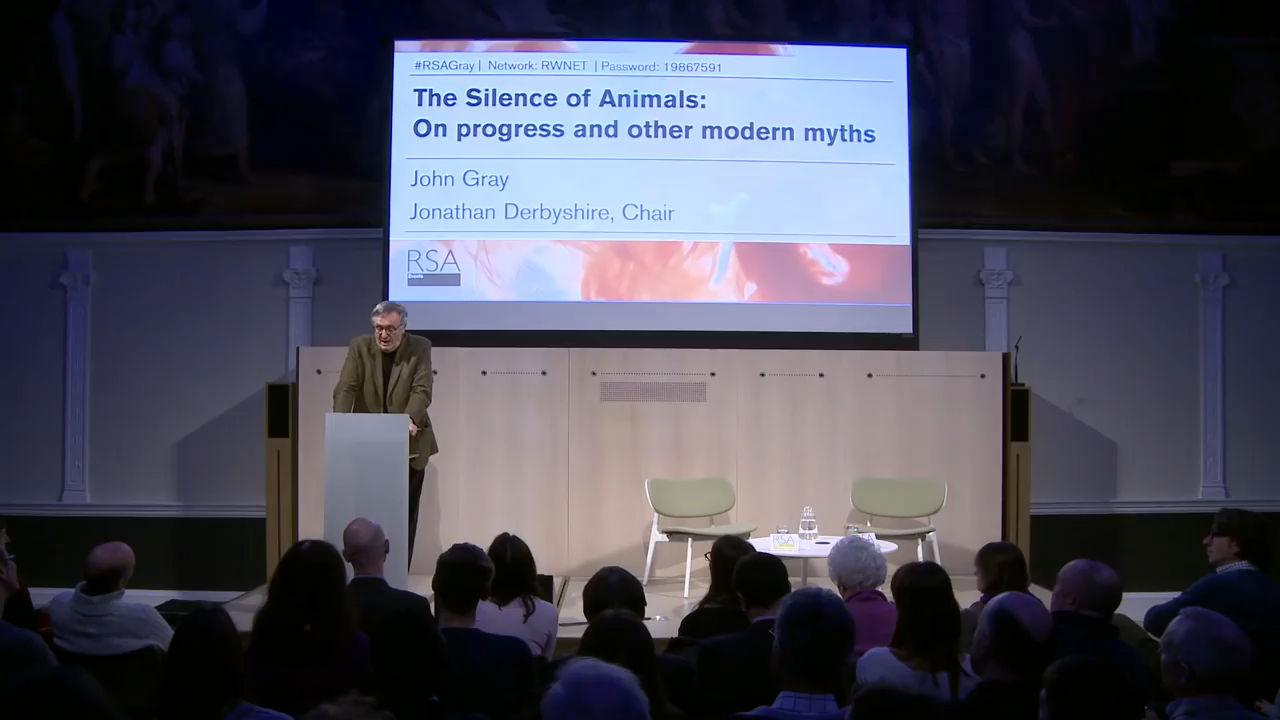 #RSAGray | Network: RWNET | Password: 19867591
The Silence of Animals:
On progress and other modern myths
John Gray
Jonathan Derbyshire, Chair
RSA
RSA